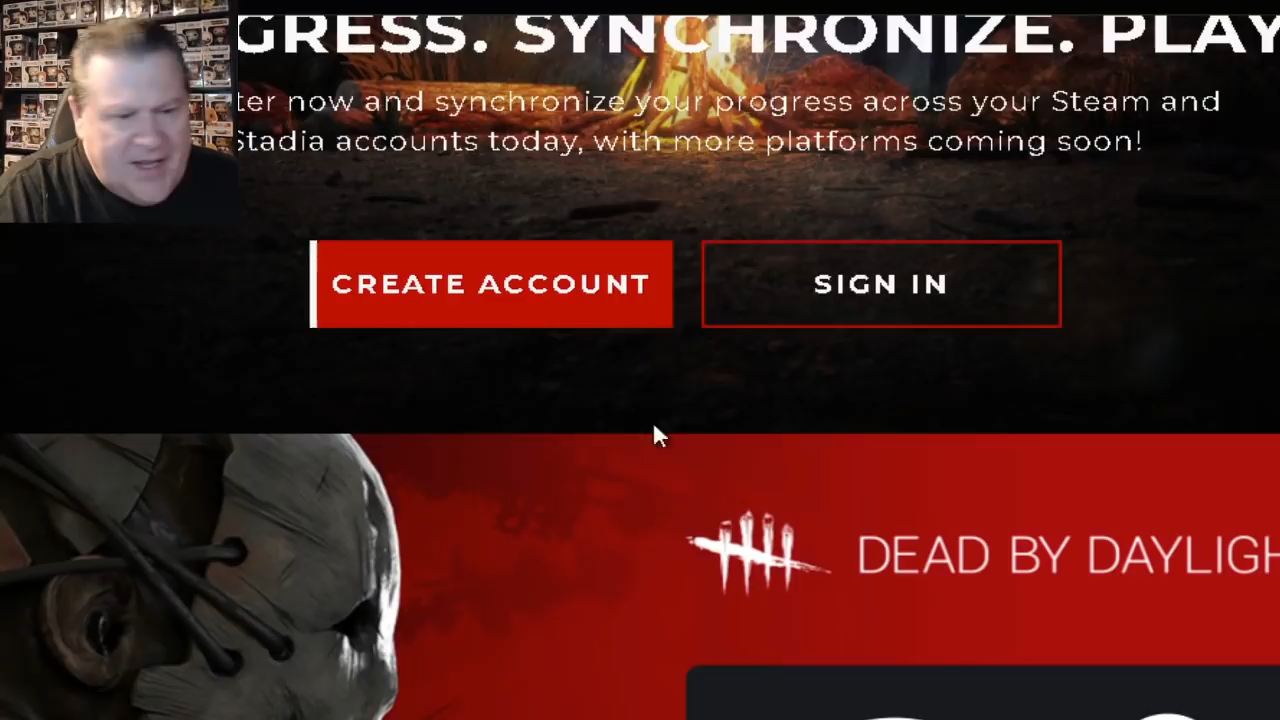 GRESS. SYNCHRONIZE. PLAY
ter now and synchronize your progress across your Steam and
Stadia accounts today, with more platforms coming soon!
CREATE ACCOUNT
SIGN IN
DEAD BY DAYLIGH